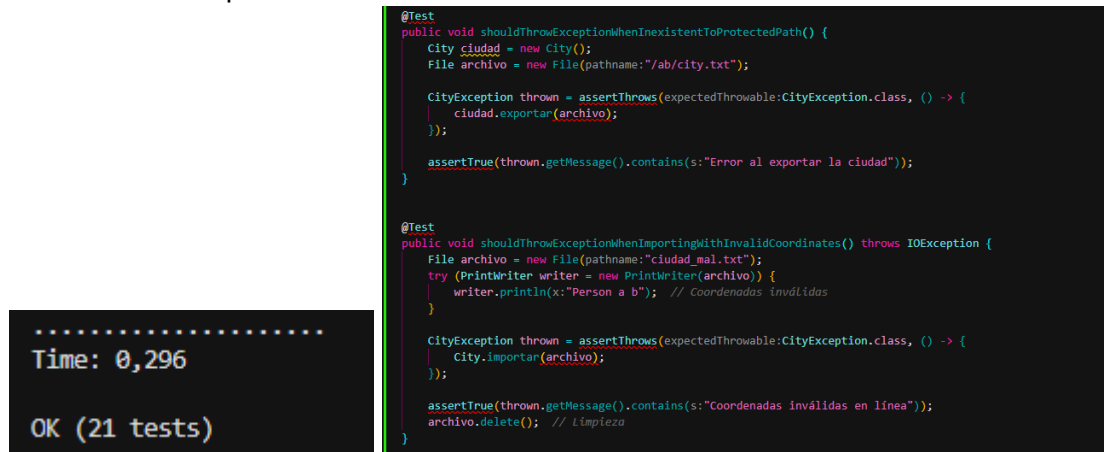 .....................
Time: 0,296
OK (21 tests)
@Test
public void shouldThrowExceptionWhenInexistentToProtectedPath() {
City ciudad = new City();
File archivo = new File(pathname:"/ab/city.txt");
CityException thrown = assertThrows(expectedThrowable:CityException.class, () -> {
ciudad.exportar(archivo);
});
assertTrue(thrown.getMessage().contains(s:"Error al exportar la ciudad"));
}
@Test
public void shouldThrowExceptionWhenImportingWithInvalidCoordinates() throws IOException {
File archivo = new File(pathname:"ciudad_mal.txt");
try (PrintWriter writer = new PrintWriter(archivo)) {
writer.println(x:"Person a b");  // Coordenadas inválidas
}
CityException thrown = assertThrows(expectedThrowable:CityException.class, () -> {
City.importar(archivo);
});
assertTrue(thrown.getMessage().contains(s:"Coordenadas inválidas en línea"));
archivo.delete();  // Limpieza
}